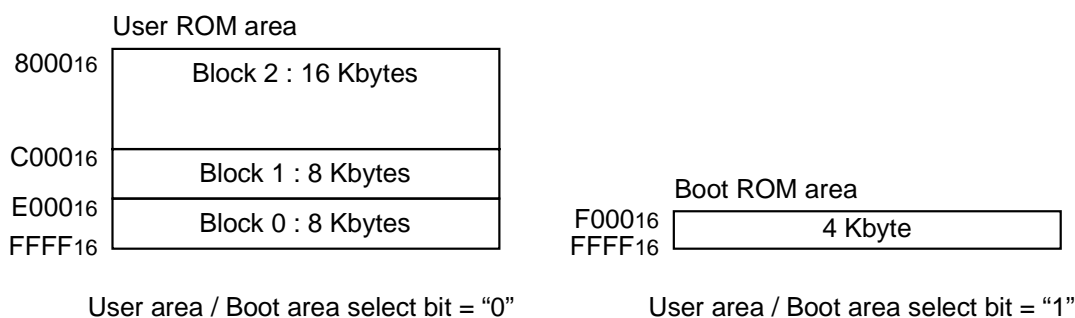 User ROM area
800016
Block 2 : 16 Kbytes
C00016
Block 1 : 8 Kbytes
E00016
Block 0 : 8 Kbytes
FFFF16
User area / Boot area select bit = “0”
Boot ROM area
F00016
4 Kbyte
FFFF16
User area / Boot area select bit = “1”